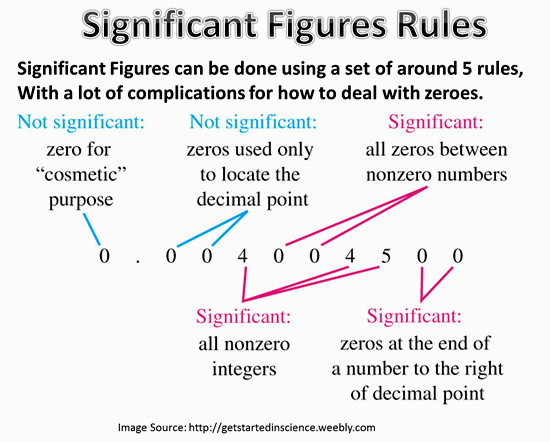 Significant Figures Rules
Significant Figures can be done using a set of around 5 rules,
With a lot of complications for how to deal with zeroes.
Not significant:
zero for
“cosmetic”
purpose
Not significant:
zeros used only
to locate the
decimal point
Significant:
all zeros between
nonzero numbers
0 . 0 0 4 0 0 4 5 0 0
Significant:
all nonzero
integers
Significant:
zeros at the end of
a number to the right
of decimal point
Image Source: http://getstartedinscience.weebly.com